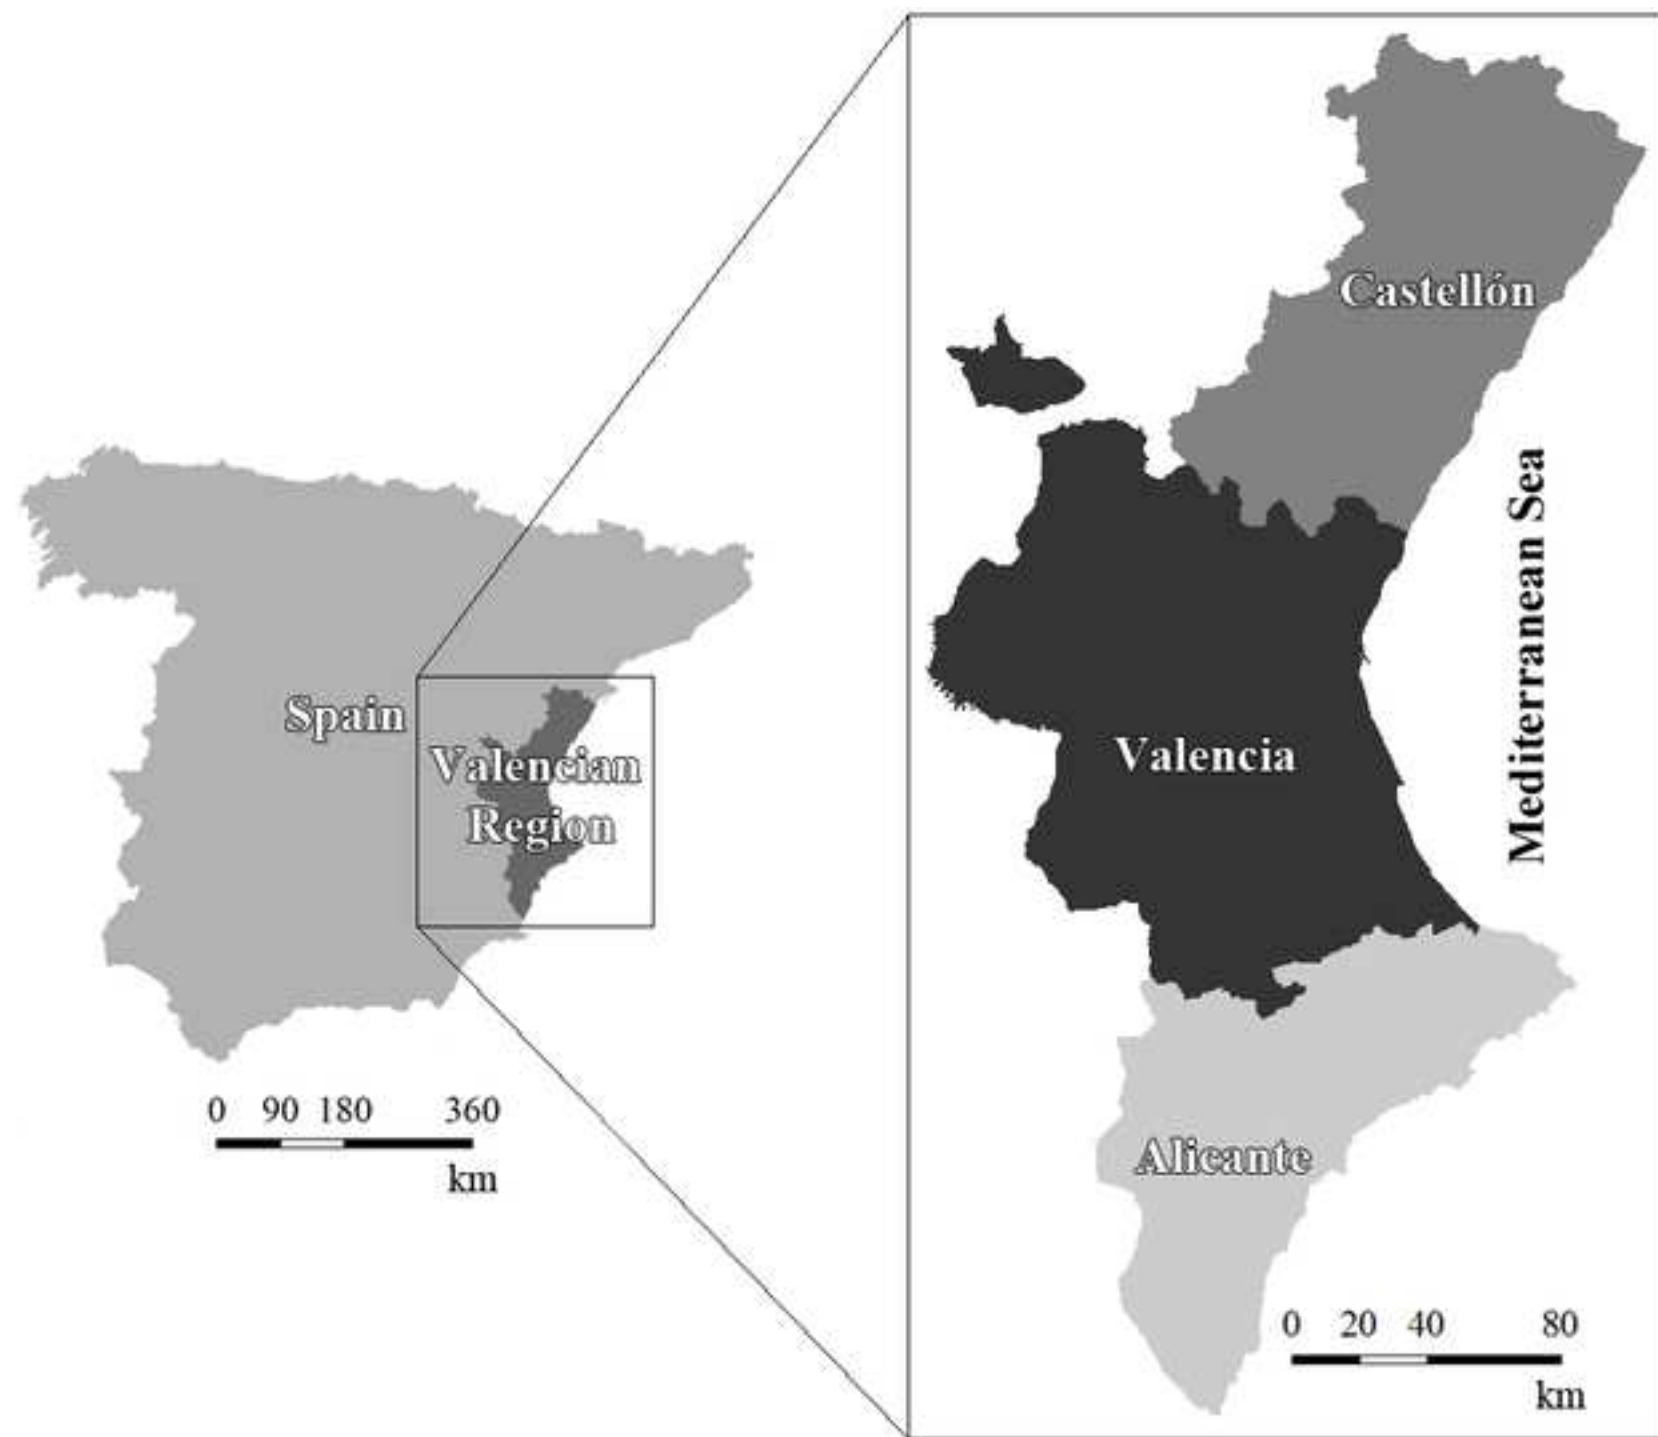 Spain
Valencian
Region
0 90 180 360
km
Castellón
Valencia
Alicante
Mediterranean Sea
0 20 40 80
km